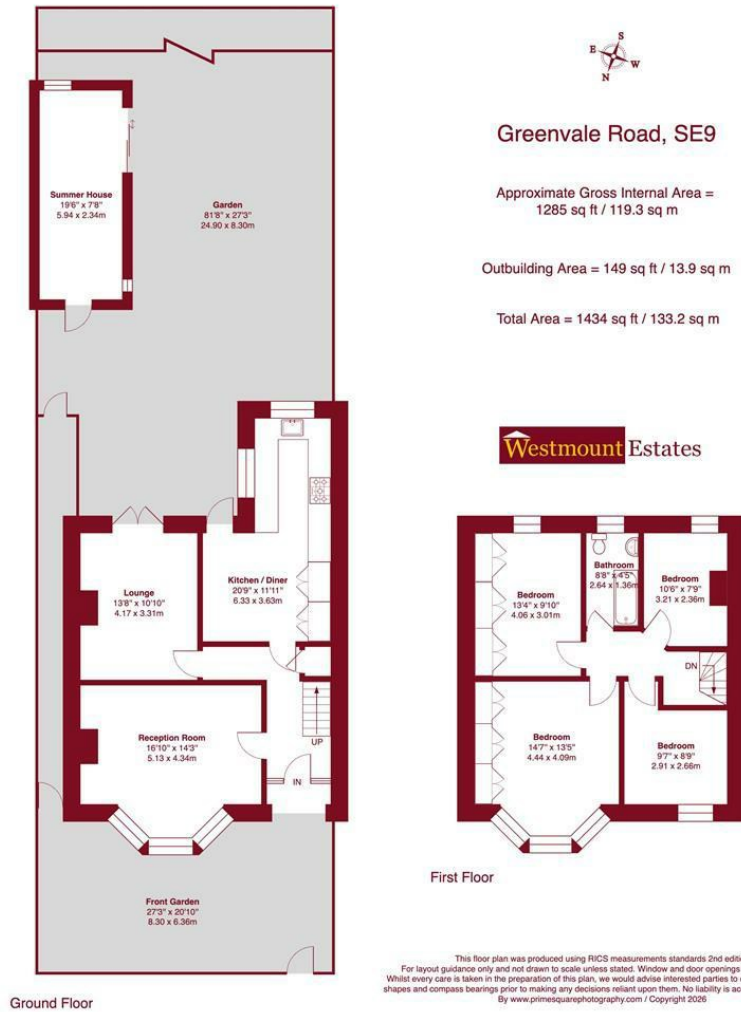 S
E
W
N
Greenvale Road, SE9
Approximate Gross Internal Area =
1285 sq ft / 119.3 sq m
Outbuilding Area = 149 sq ft / 13.9 sq m
Total Area = 1434 sq ft / 133.2 sq m
Westmount Estates
Summer House
19'6" x 7'8"
5.94 x 2.34m
Garden
81'8" x 27'3"
24.90 x 8.30m
Lounge
13'8" x 10'10"
4.17 x 3.31m
Kitchen / Diner
20'9" x 11'11"
6.33 x 3.63m
Reception Room
16'10" x 14'3"
5.13 x 4.34m
UP
IN
Front Garden
27'3" x 20'10"
8.30 x 6.36m
Ground Floor
Bedroom
13'4" x 9'10"
4.06 x 3.01m
Bathroom
8'8" x 4'5"
2.64 x 1.36m
Bedroom
10'6" x 7'9"
3.21 x 2.36m
DN
Bedroom
14'7" x 13'5"
4.44 x 4.09m
Bedroom
9'7" x 8'9"
2.91 x 2.66m
First Floor
This floor plan was produced using RICS measurements standards 2nd editi
For layout guidance only and not drawn to scale unless stated. Window and door openings
Whilst every care is taken in the preparation of this plan, we would advise interested parties to
shapes and compass bearings prior to making any decisions reliant upon them. No liability is ac
By www.primesquarephotography.com / Copyright 2026